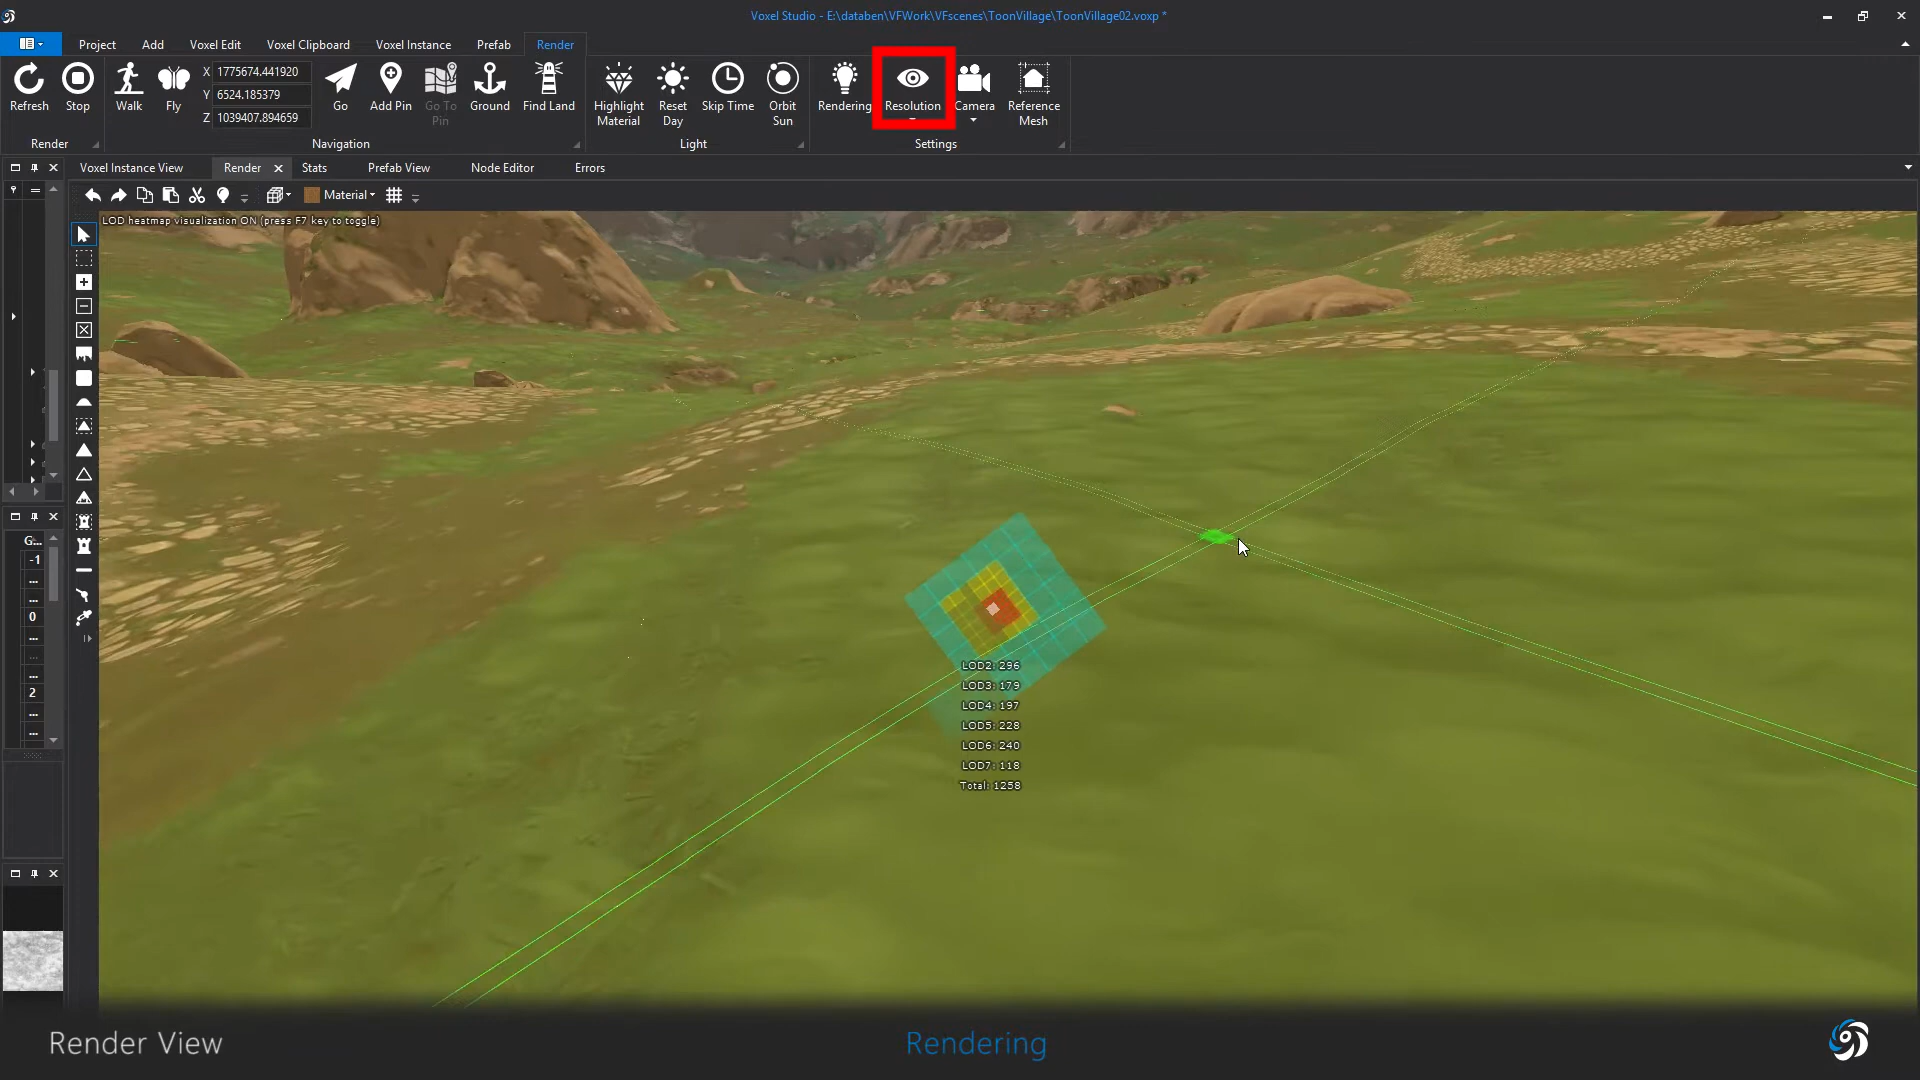 Voxel Studio - E:\databen\VFWork\VFscenes\ToonVillage\ToonVillage02.voxp *
Project Add Voxel Edit Voxel Clipboard Voxel Instance Prefab Render
X 1775674.441920
Y 6524.185379
Z 1039407.894659
Refresh Stop Walk Fly Go Add Pin Go To Pin Ground Find Land Highlight Material Reset Day Skip Time Orbit Sun Rendering Resolution Camera Reference Mesh
Render Navigation Light Settings
Voxel Instance View Render Stats Prefab View Node Editor Errors
Material
LOD heatmap visualization ON (press F7 key to toggle)
G...
-1
...
...
0
...
...
...
2
...
...
LOD2: 296
LOD3: 179
LOD4: 197
LOD5: 228
LOD6: 240
LOD7: 118
Total: 1258
Render View Rendering